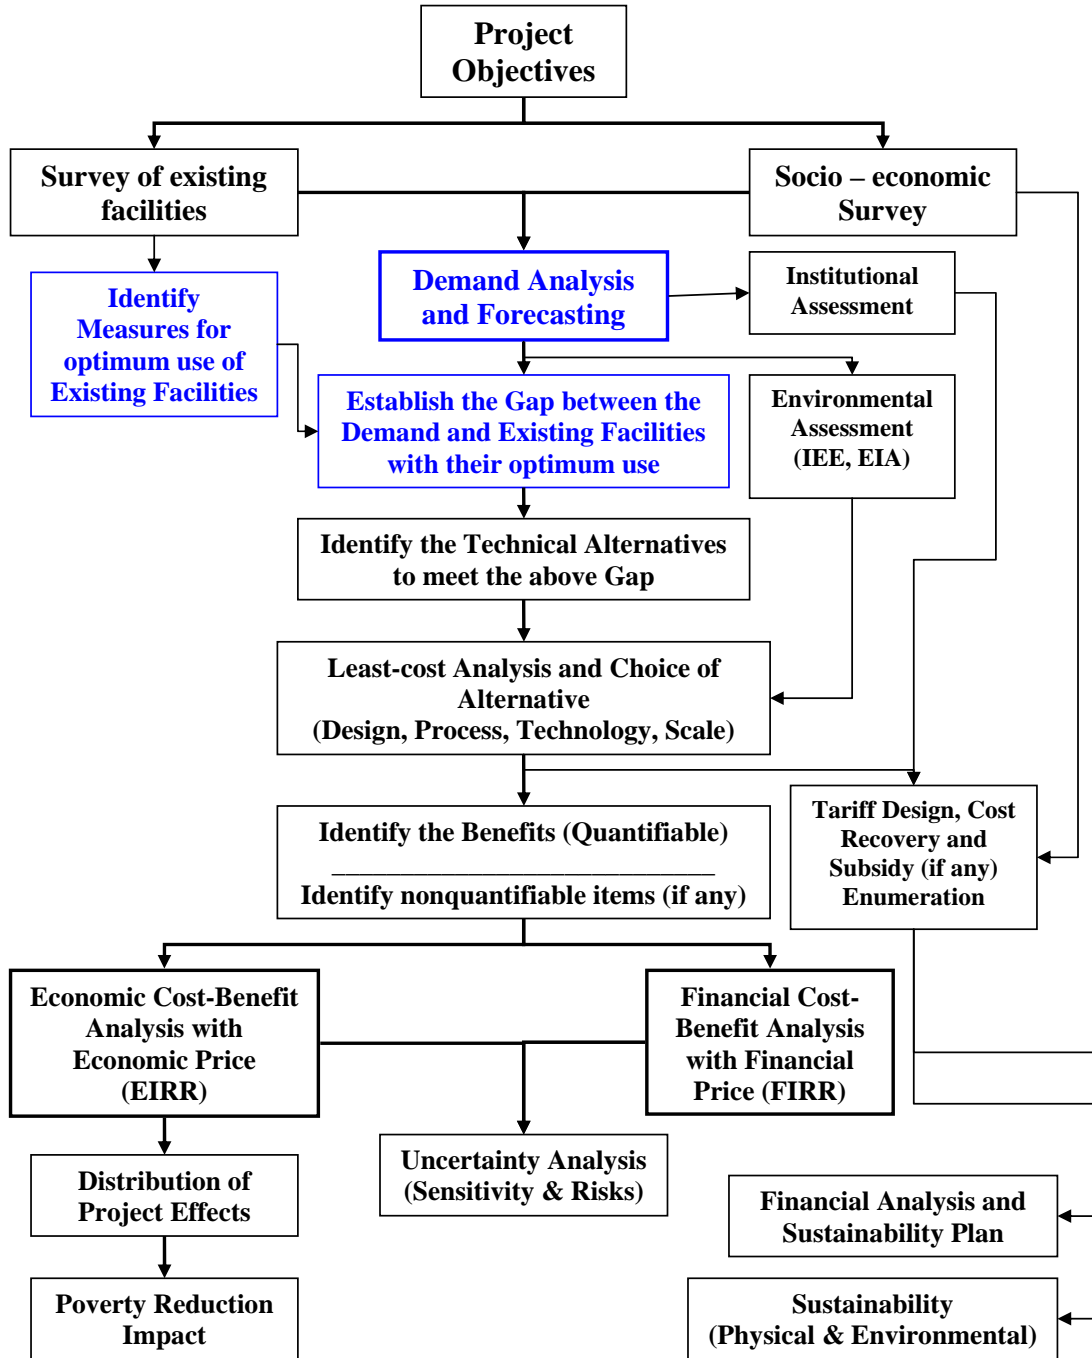 Project
Objectives
Survey of existing
facilities
Socio – economic
Survey
Identify
Measures for
optimum use of
Existing Facilities
Demand Analysis
and Forecasting
Institutional
Assessment
Establish the Gap between the
Demand and Existing Facilities
with their optimum use
Environmental
Assessment
(IEE, EIA)
Identify the Technical Alternatives
to meet the above Gap
Least-cost Analysis and Choice of
Alternative
(Design, Process, Technology, Scale)
Identify the Benefits (Quantifiable)
Identify nonquantifiable items (if any)
Tariff Design, Cost
Recovery and
Subsidy (if any)
Enumeration
Economic Cost-Benefit
Analysis with
Economic Price
(EIRR)
Financial Cost-
Benefit Analysis
with Financial
Price (FIRR)
Uncertainty Analysis
(Sensitivity & Risks)
Distribution of
Project Effects
Financial Analysis and
Sustainability Plan
Poverty Reduction
Impact
Sustainability
(Physical & Environmental)